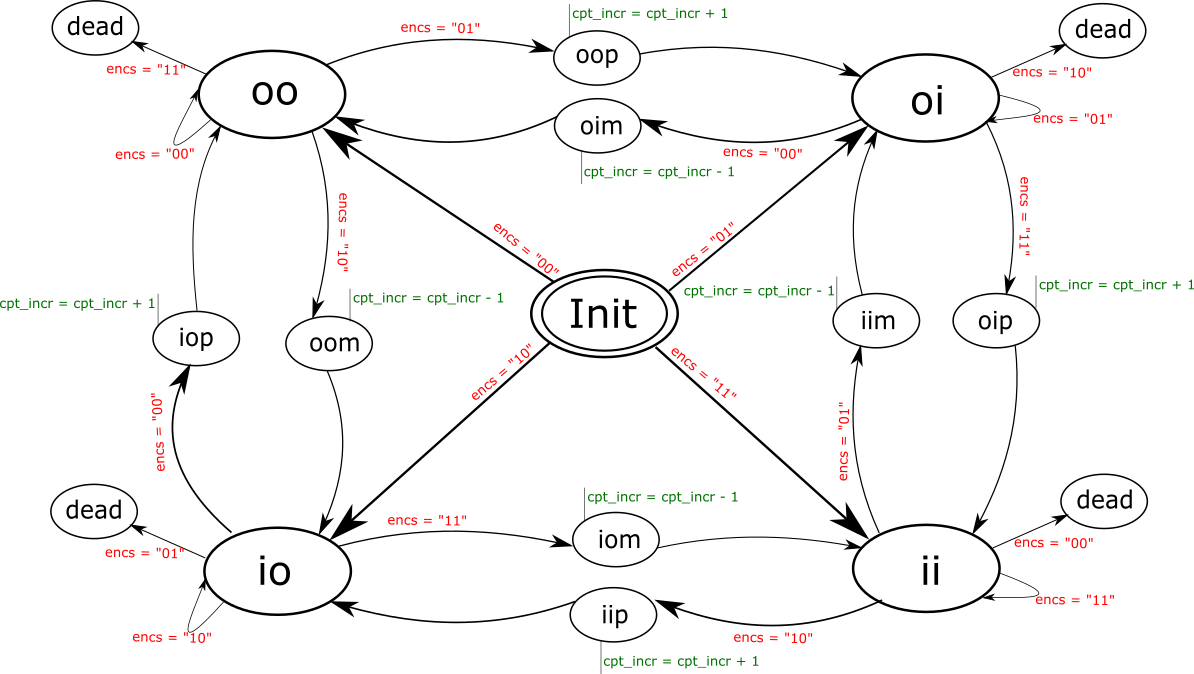 cpt_incr = cpt_incr + 1
dead
encs = "01"
dead
oop
encs = "11"
encs = "10"
oo
oi
encs = "01"
oim
encs = "00"
encs = "00"
cpt_incr = cpt_incr - 1
encs = "10"
encs = "00"
encs = "01"
encs = "11"
cpt_incr = cpt_incr + 1
cpt_incr = cpt_incr - 1
cpt_incr = cpt_incr - 1
cpt_incr = cpt_incr + 1
iop
oom
Init
iim
oip
encs = "00"
encs = "10"
encs = "11"
encs = "01"
cpt_incr = cpt_incr - 1
dead
dead
encs = "11"
iom
encs = "01"
encs = "00"
io
ii
encs = "10"
iip
encs = "10"
encs = "11"
cpt_incr = cpt_incr + 1